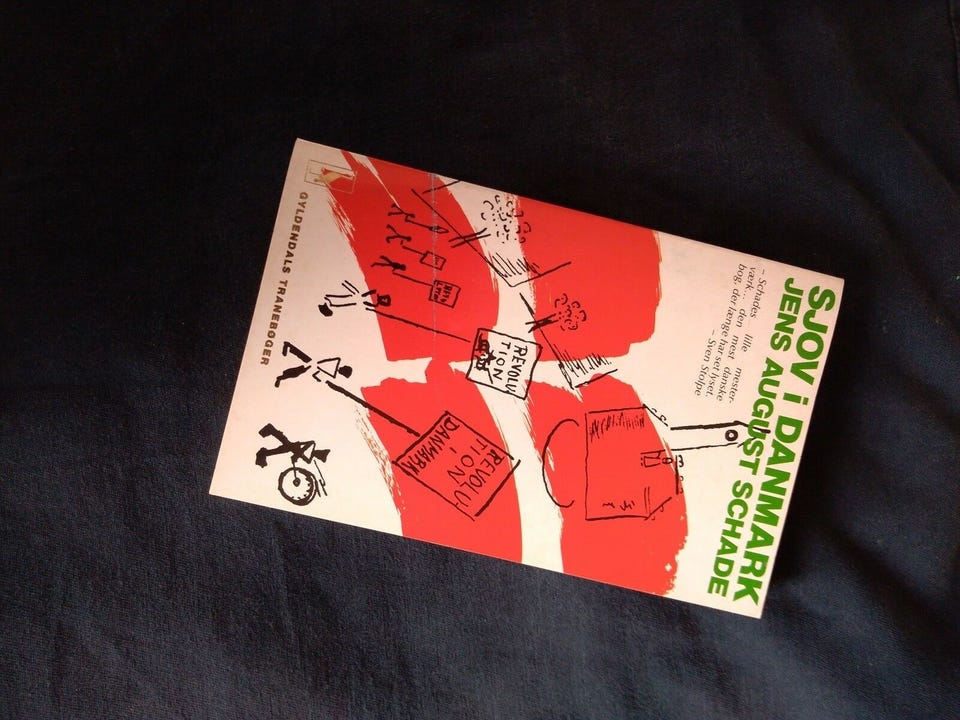 SJOV i DANMARK
JENS AUGUST SCHADE
– Schades lille mester-
værk... den mest danske
bog, der længe har set lyset.
– Sven Stolpe
REVOLU
TION
REVOLU
TION
I
DANMARK
GYLDENDALS TRANEBØGER